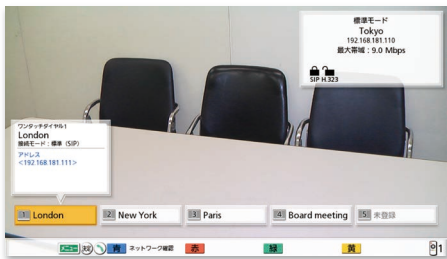 標準モード
Tokyo
192.168.181.110
最大帯域：9.0 Mbps
SIP H.323
ワンタッチダイヤル1
London
接続モード：標準（SIP）
アドレス
<192.168.181.111>
1 London
2 New York
3 Paris
4 Board meeting
5 未登録
メニュー 決定 青 ネットワーク確認 赤 緑 黄 1